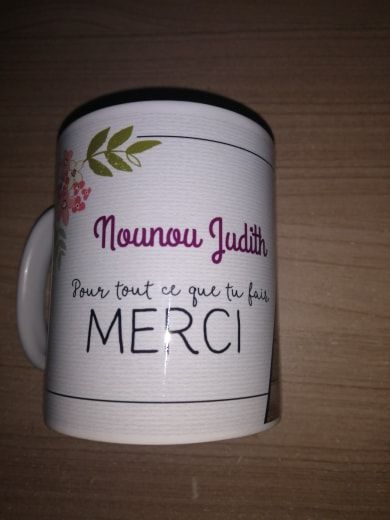 Nounou Judith
Pour tout ce que tu fais
MERCI